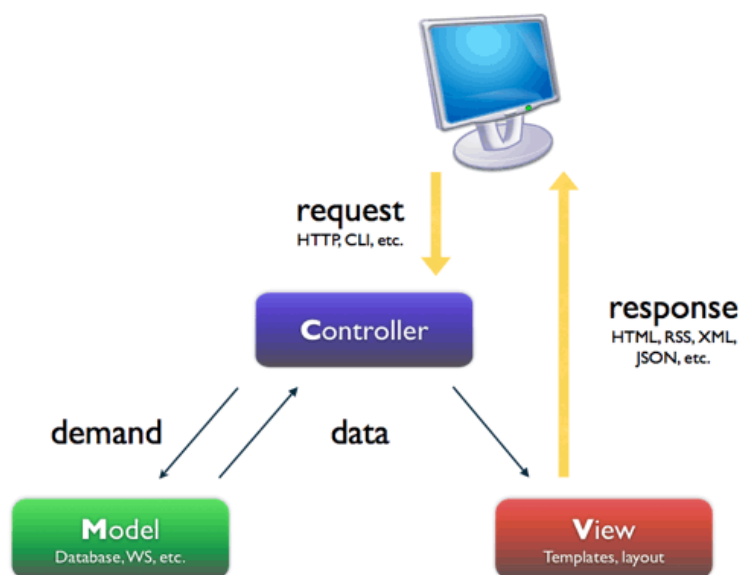 request
HTTP, CLI, etc.
Controller
response
HTML, RSS, XML,
JSON, etc.
demand
data
Model
Database, WS, etc.
View
Templates, layout